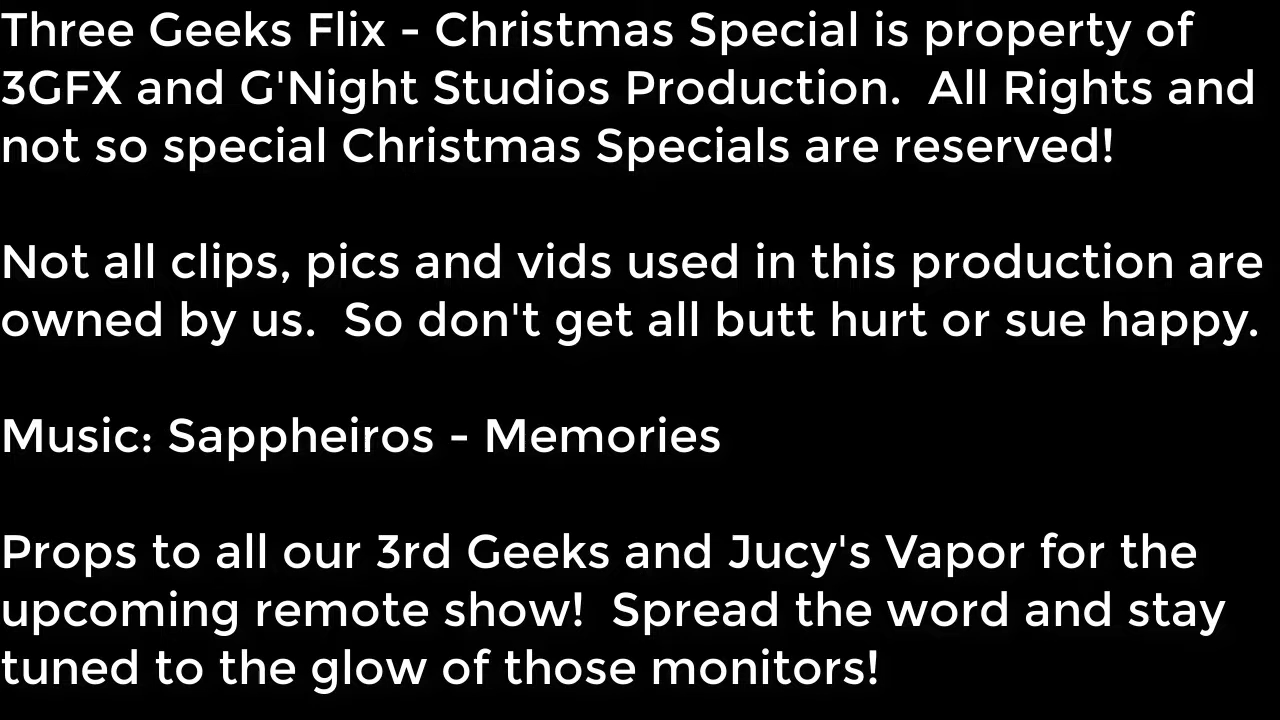 Three Geeks Flix - Christmas Special is property of
3GFX and G'Night Studios Production.  All Rights and
not so special Christmas Specials are reserved!

Not all clips, pics and vids used in this production are
owned by us.  So don't get all butt hurt or sue happy.

Music: Sappheiros - Memories

Props to all our 3rd Geeks and Jucy's Vapor for the
upcoming remote show!  Spread the word and stay
tuned to the glow of those monitors!